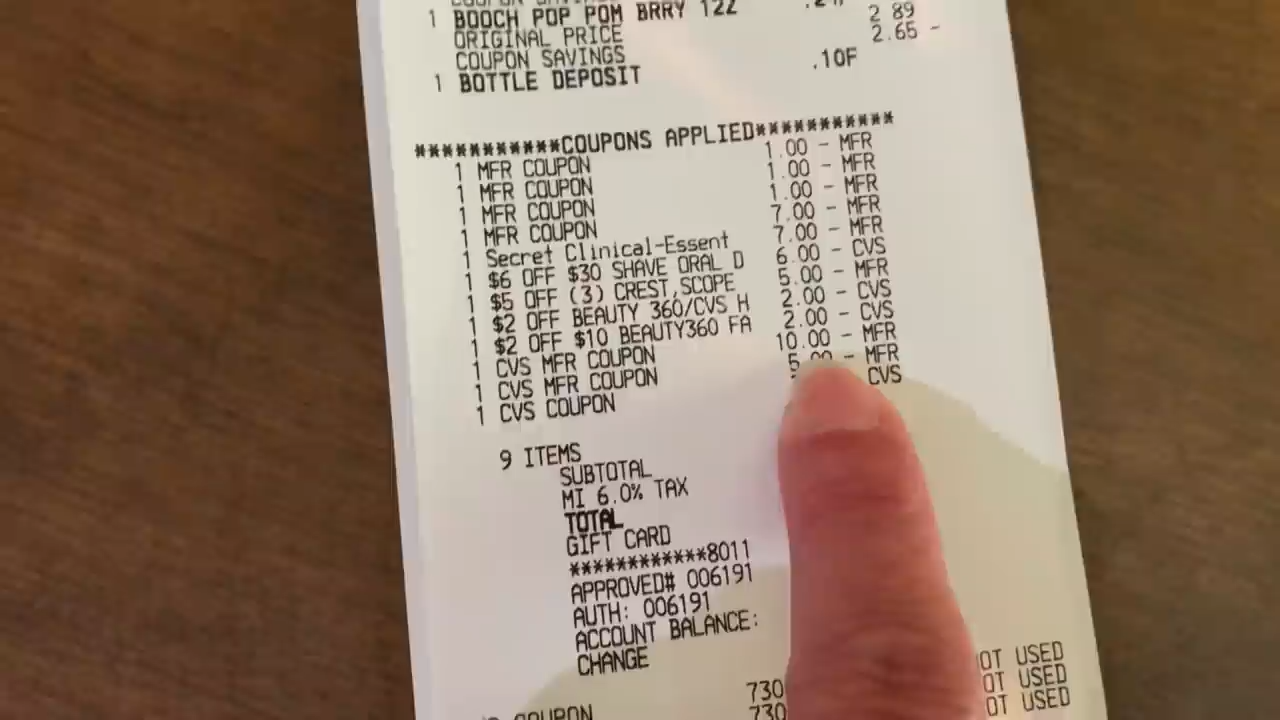 1 BOOCH POP POM BRRY 12Z
ORIGINAL PRICE 2 89
COUPON SAVINGS 2.65 -
1 BOTTLE DEPOSIT .10F
***********COUPONS APPLIED***********
1 MFR COUPON 1.00 - MFR
1 MFR COUPON 1.00 - MFR
1 MFR COUPON 1.00 - MFR
1 MFR COUPON 7.00 - MFR
1 Secret Clinical-Essent 7.00 - MFR
1 $6 OFF $30 SHAVE ORAL D 6.00 - CVS
1 $5 OFF (3) CREST,SCOPE 5.00 - MFR
1 $2 OFF BEAUTY 360/CVS H 2.00 - CVS
1 $2 OFF $10 BEAUTY360 FA 2.00 - CVS
1 CVS MFR COUPON 10.00 - MFR
1 CVS MFR COUPON 5.00 - MFR
1 CVS COUPON CVS
9 ITEMS
SUBTOTAL
MI 6.0% TAX
TOTAL
GIFT CARD
************8011
APPROVED# 006191
AUTH: 006191
ACCOUNT BALANCE:
CHANGE
OT USED
730 OT USED
COUPON 730 OT USED